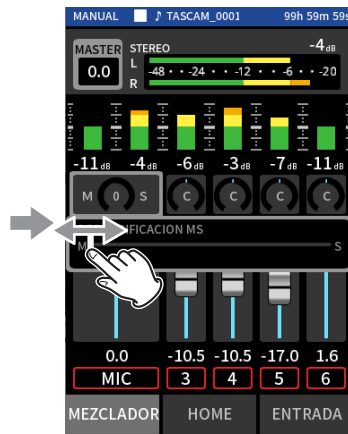 MANUAL ♪ TASCAM_0001 99h 59m 59s
MASTER STEREO -4dB
0.0 L -48 · · · -24 · · -12 · · · -6 · · · -20
R
-11dB -4dB -6dB -3dB -7dB -11dB
M 0 S C C C C
IFICACION MS
M S
0.0 -10.5 -10.5 -17.0 1.6
MIC 3 4 5 6
MEZCLADOR HOME ENTRADA